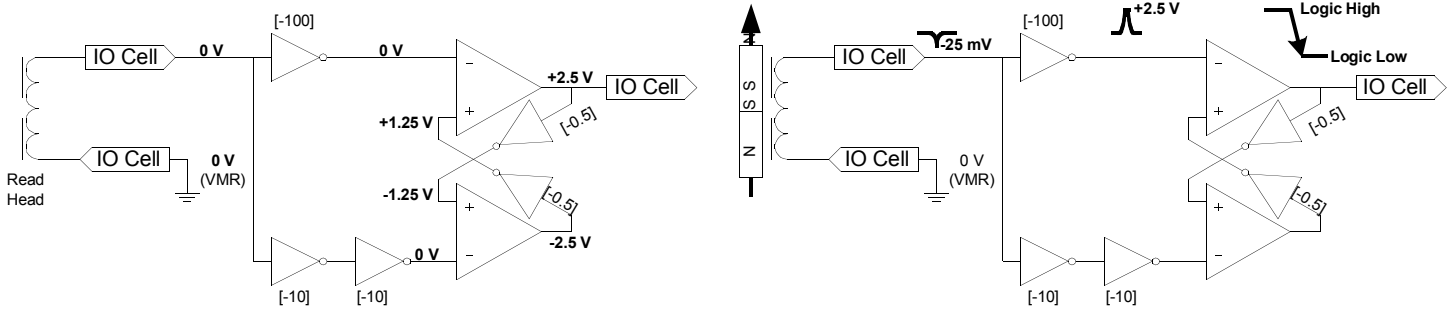 [-100]
IO Cell
0 V
0 V
+2.5 V
IO Cell
[-0.5]
+1.25 V
IO Cell
0 V
(VMR)
Read
Head
-1.25 V
[-0.5]
-2.5 V
0 V
[-10]
[-10]
+2.5 V
Logic High
[-100]
N
IO Cell
-25 mV
Logic Low
IO Cell
S S
[-0.5]
N
IO Cell
0 V
(VMR)
[-0.5]
[-10]
[-10]